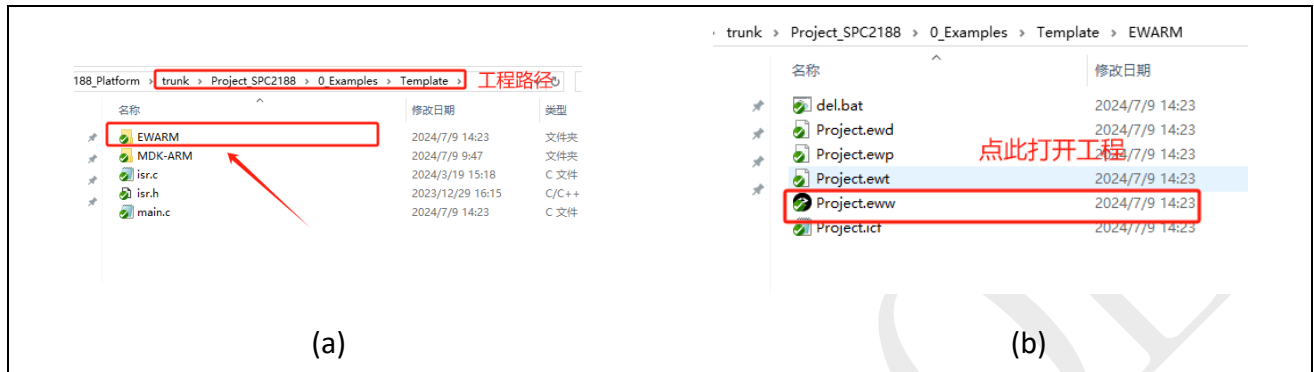 188_Platform › trunk › Project_SPC2188 › 0_Examples › Template › 工程路径
名称 修改日期 类型
EWARM 2024/7/9 14:23 文件夹
MDK-ARM 2024/7/9 9:47 文件夹
isr.c 2024/3/19 15:18 C 文件
isr.h 2023/12/29 16:15 C/C++
main.c 2024/7/9 14:23 C 文件
(a)
› trunk › Project_SPC2188 › 0_Examples › Template › EWARM
名称 修改日期
del.bat 2024/7/9 14:23
Project.ewd 2024/7/9 14:23
Project.ewp 2024/7/9 14:23
点此打开工程
Project.ewt 2024/7/9 14:23
Project.eww 2024/7/9 14:23
Project.icf 2024/7/9 14:23
(b)